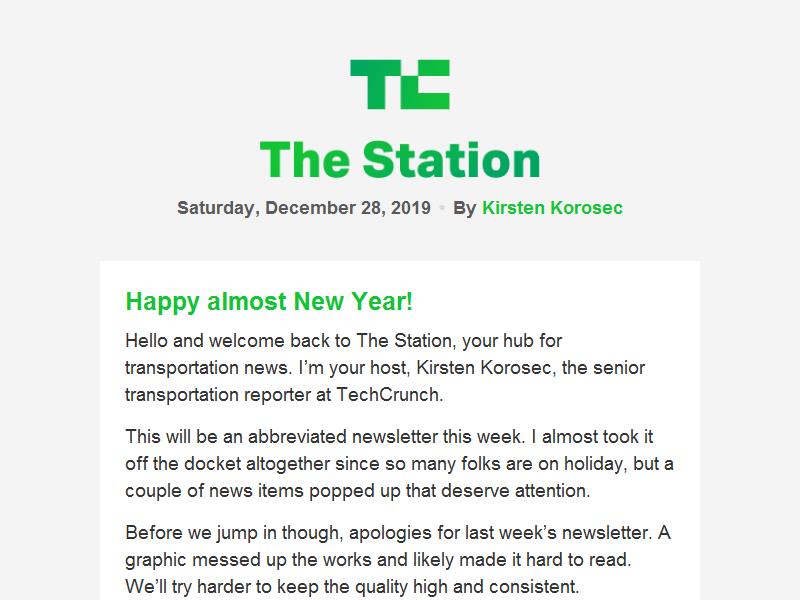 TC
The Station
Saturday, December 28, 2019 • By Kirsten Korosec
Happy almost New Year!
Hello and welcome back to The Station, your hub for
transportation news. I’m your host, Kirsten Korosec, the senior
transportation reporter at TechCrunch.
This will be an abbreviated newsletter this week. I almost took it
off the docket altogether since so many folks are on holiday, but a
couple of news items popped up that deserve attention.
Before we jump in though, apologies for last week’s newsletter. A
graphic messed up the works and likely made it hard to read.
We’ll try harder to keep the quality high and consistent.